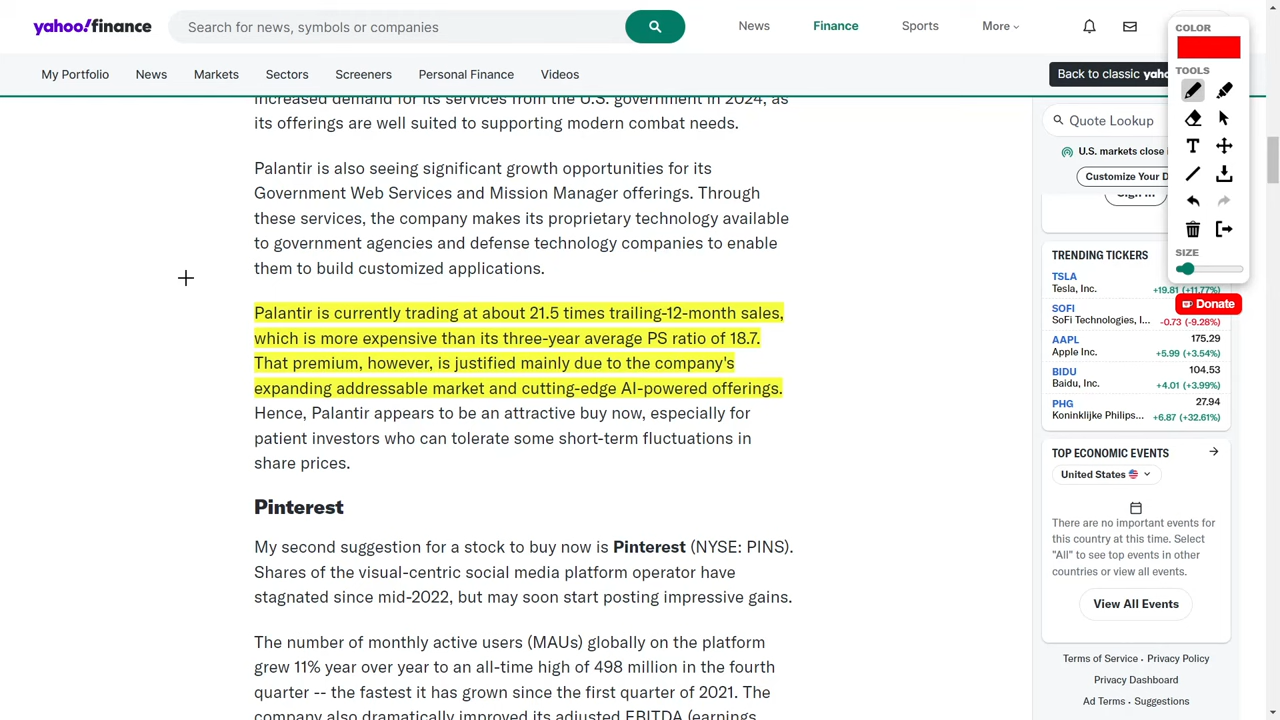 yahoo!finance
Search for news, symbols or companies
News
Finance
Sports
More
My Portfolio
News
Markets
Sectors
Screeners
Personal Finance
Videos
Back to classic
COLOR
TOOLS
T
SIZE
Donate
increased demand for its services from the U.S. government in 2024, as
its offerings are well suited to supporting modern combat needs.
Palantir is also seeing significant growth opportunities for its
Government Web Services and Mission Manager offerings. Through
these services, the company makes its proprietary technology available
to government agencies and defense technology companies to enable
them to build customized applications.
Palantir is currently trading at about 21.5 times trailing-12-month sales,
which is more expensive than its three-year average PS ratio of 18.7.
That premium, however, is justified mainly due to the company's
expanding addressable market and cutting-edge AI-powered offerings.
Hence, Palantir appears to be an attractive buy now, especially for
patient investors who can tolerate some short-term fluctuations in
share prices.
Pinterest
My second suggestion for a stock to buy now is Pinterest (NYSE: PINS).
Shares of the visual-centric social media platform operator have
stagnated since mid-2022, but may soon start posting impressive gains.
The number of monthly active users (MAUs) globally on the platform
grew 11% year over year to an all-time high of 498 million in the fourth
quarter -- the fastest it has grown since the first quarter of 2021. The
company also dramatically improved its adjusted EBITDA (earnings
Quote Lookup
U.S. markets close
Customize Your
Sign in
TRENDING TICKERS
TSLA
Tesla, Inc.
+19.81 (+11.77%)
SOFI
SoFi Technologies, I...
-0.73 (-9.28%)
AAPL
175.29
Apple Inc.
+5.99 (+3.54%)
BIDU
104.53
Baidu, Inc.
+4.01 (+3.99%)
PHG
27.94
Koninklijke Philips...
+6.87 (+32.61%)
TOP ECONOMIC EVENTS
United States
There are no important events for
this country at this time. Select
"All" to see top events in other
countries or view all events.
View All Events
Terms of Service • Privacy Policy
Privacy Dashboard
Ad Terms • Suggestions